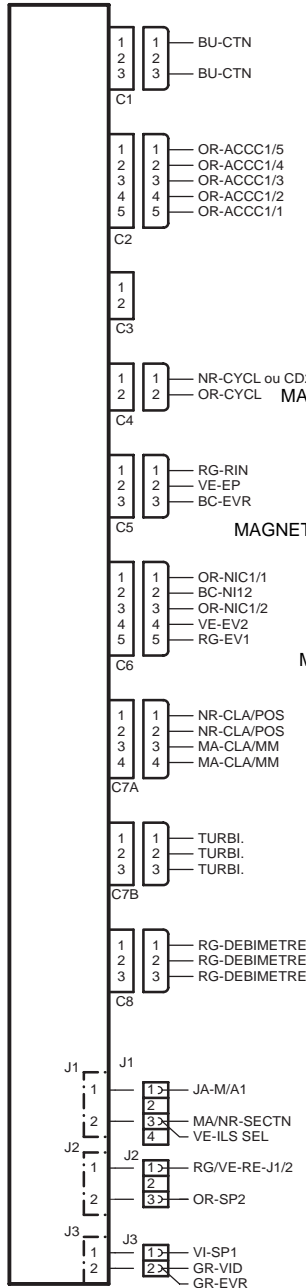 1 1 BU-CTN
2 2
3 3 BU-CTN
C1
1 1 OR-ACCC1/5
2 2 OR-ACCC1/4
3 3 OR-ACCC1/3
4 4 OR-ACCC1/2
5 5 OR-ACCC1/1
C2
1
2
C3
1 1 NR-CYCL ou CD
2 2 OR-CYCL MA
C4
1 1 RG-RIN
2 2 VE-EP
3 3 BC-EVR
C5
MAGNET
1 1 OR-NIC1/1
2 2 BC-NI12
3 3 OR-NIC1/2
4 4 VE-EV2
5 5 RG-EV1
C6
M
1 1 NR-CLA/POS
2 2 NR-CLA/POS
3 3 MA-CLA/MM
4 4 MA-CLA/MM
C7A
1 1 TURBI.
2 2 TURBI.
3 3 TURBI.
C7B
1 1 RG-DEBIMETRE
2 2 RG-DEBIMETRE
3 3 RG-DEBIMETRE
C8
J1 J1
1 1 JA-M/A1
2
2 3 MA/NR-SECTN
4 VE-ILS SEL
J2 J2
1 1 RG/VE-RE-J1/2
2
2 3 OR-SP2
J3 J3
1 1 VI-SP1
2 2 GR-VID
GR-EVR